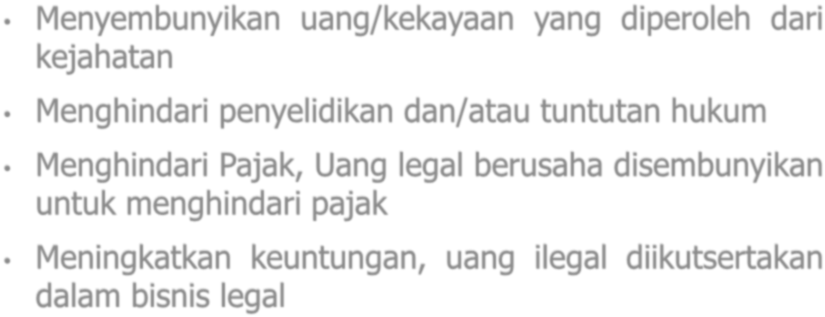 • Menyembunyikan uang/kekayaan yang diperoleh dari
kejahatan
• Menghindari penyelidikan dan/atau tuntutan hukum
• Menghindari Pajak, Uang legal berusaha disembunyikan
untuk menghindari pajak
• Meningkatkan keuntungan, uang ilegal diikutsertakan
dalam bisnis legal